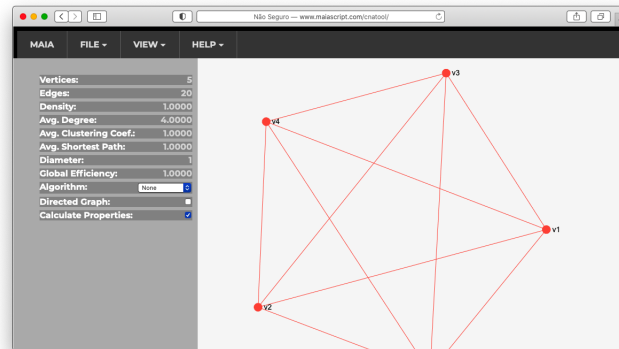 Não Seguro — www.maiascript.com/cnatool/
MAIA FILE VIEW HELP
Vertices: 5
Edges: 20
Density: 1.0000
Avg. Degree: 4.0000
Avg. Clustering Coef.: 1.0000
Avg. Shortest Path: 1.0000
Diameter: 1
Global Efficiency: 1.0000
Algorithm: None
Directed Graph:
Calculate Properties:
v3
v4
v1
v2